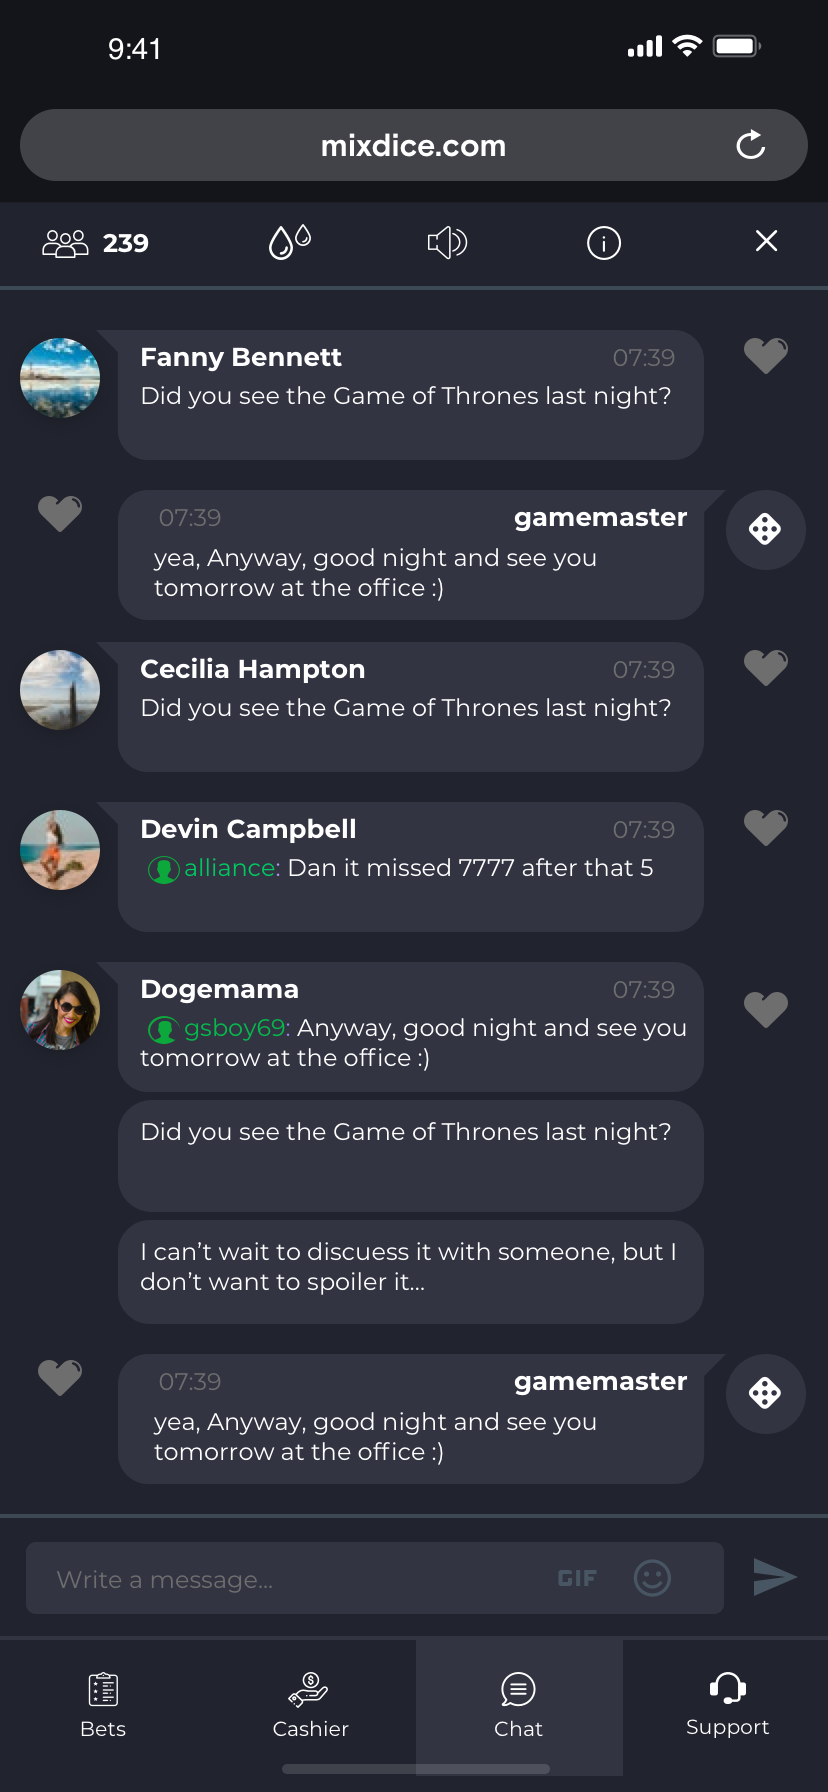 9:41
mixdice.com
239
Fanny Bennett 07:39
Did you see the Game of Thrones last night?
07:39 gamemaster
yea, Anyway, good night and see you
tomorrow at the office :)
Cecilia Hampton 07:39
Did you see the Game of Thrones last night?
Devin Campbell 07:39
alliance: Dan it missed 7777 after that 5
Dogemama 07:39
gsboy69: Anyway, good night and see you
tomorrow at the office :)
Did you see the Game of Thrones last night?
I can’t wait to discuess it with someone, but I
don’t want to spoiler it...
07:39 gamemaster
yea, Anyway, good night and see you
tomorrow at the office :)
Write a message... GIF
Bets Cashier Chat Support